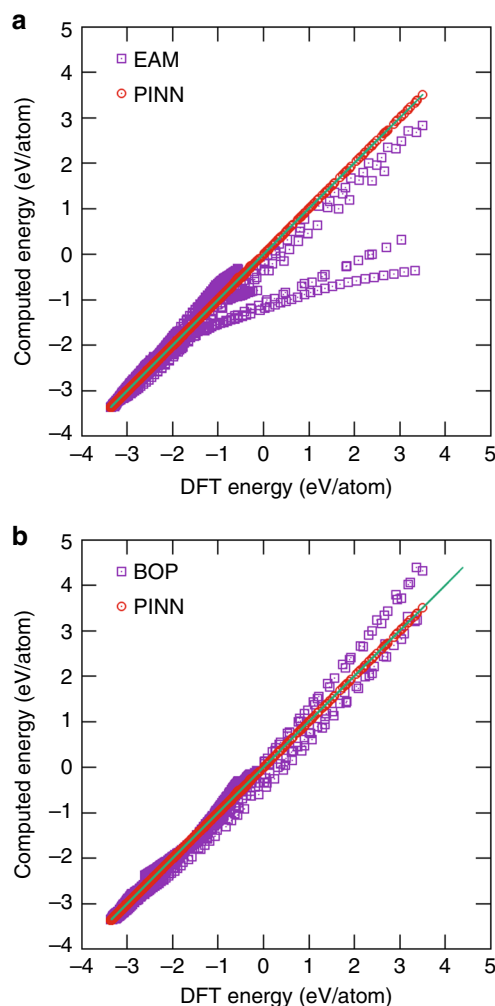 a
5
EAM
4
PINN
3
2
1
0
–1
–2
–3
–4
–4 –3 –2 –1 0 1 2 3 4 5
Computed energy (eV/atom)
DFT energy (eV/atom)
b
5
BOP
4
PINN
3
2
1
0
–1
–2
–3
–4
–4 –3 –2 –1 0 1 2 3 4 5
Computed energy (eV/atom)
DFT energy (eV/atom)